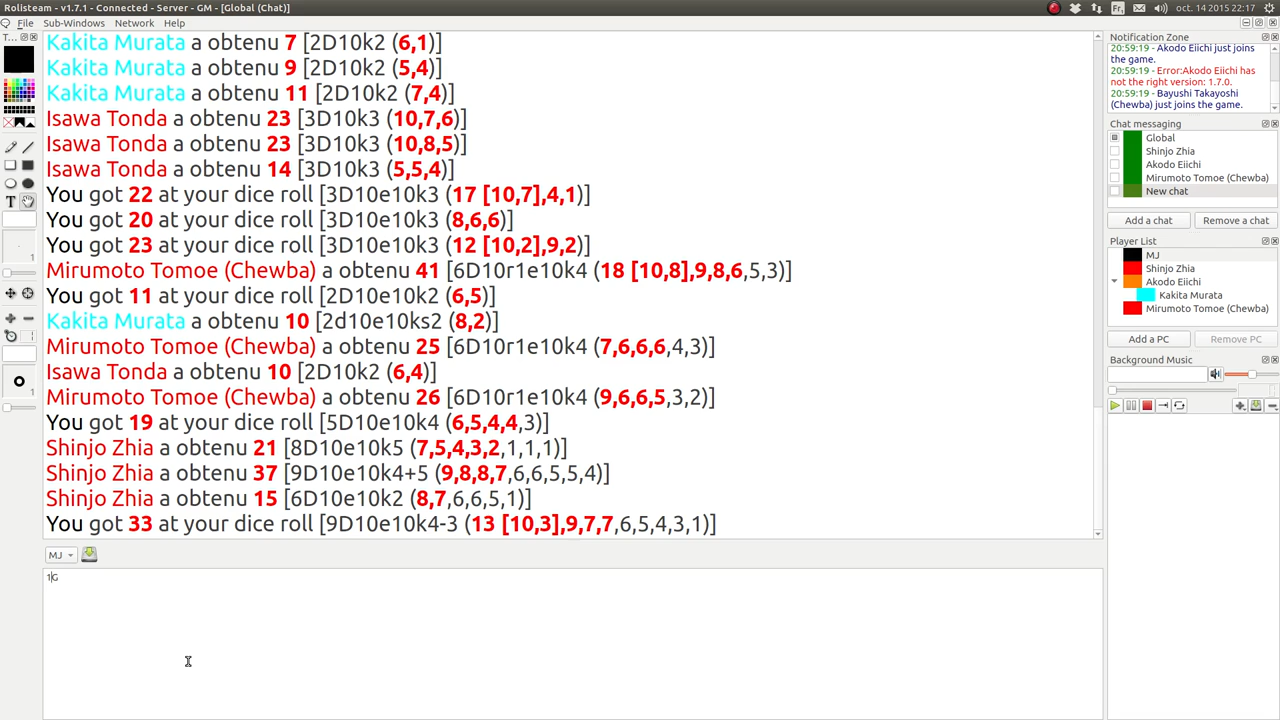 Rolisteam - v1.7.1 - Connected - Server - GM - [Global (Chat)]
Fr
oct. 14 2015 22:17
File Sub-Windows Network Help
T...
T
1
1
Kakita Murata a obtenu 7 [2D10k2 (6,1)]
Kakita Murata a obtenu 9 [2D10k2 (5,4)]
Kakita Murata a obtenu 11 [2D10k2 (7,4)]
Isawa Tonda a obtenu 23 [3D10k3 (10,7,6)]
Isawa Tonda a obtenu 23 [3D10k3 (10,8,5)]
Isawa Tonda a obtenu 14 [3D10k3 (5,5,4)]
You got 22 at your dice roll [3D10e10k3 (17 [10,7],4,1)]
You got 20 at your dice roll [3D10e10k3 (8,6,6)]
You got 23 at your dice roll [3D10e10k3 (12 [10,2],9,2)]
Mirumoto Tomoe (Chewba) a obtenu 41 [6D10r1e10k4 (18 [10,8],9,8,6,5,3)]
You got 11 at your dice roll [2D10e10k2 (6,5)]
Kakita Murata a obtenu 10 [2d10e10ks2 (8,2)]
Mirumoto Tomoe (Chewba) a obtenu 25 [6D10r1e10k4 (7,6,6,6,4,3)]
Isawa Tonda a obtenu 10 [2D10k2 (6,4)]
Mirumoto Tomoe (Chewba) a obtenu 26 [6D10r1e10k4 (9,6,6,5,3,2)]
You got 19 at your dice roll [5D10e10k4 (6,5,4,4,3)]
Shinjo Zhia a obtenu 21 [8D10e10k5 (7,5,4,3,2,1,1,1)]
Shinjo Zhia a obtenu 37 [9D10e10k4+5 (9,8,8,7,6,6,5,5,4)]
Shinjo Zhia a obtenu 15 [6D10e10k2 (8,7,6,6,5,1)]
You got 33 at your dice roll [9D10e10k4-3 (13 [10,3],9,7,7,6,5,4,3,1)]
MJ
1G
Notification Zone
20:59:19 - Akodo Eiichi just joins
the game.
20:59:19 - Error:Akodo Eiichi has
not the right version: 1.7.0.
20:59:19 - Bayushi Takayoshi
(Chewba) just joins the game.
Chat messaging
Global
Shinjo Zhia
Akodo Eiichi
Mirumoto Tomoe (Chewba)
New chat
Add a chat Remove a chat
Player List
MJ
Shinjo Zhia
Akodo Eiichi
Kakita Murata
Mirumoto Tomoe (Chewba)
Add a PC Remove PC
Background Music